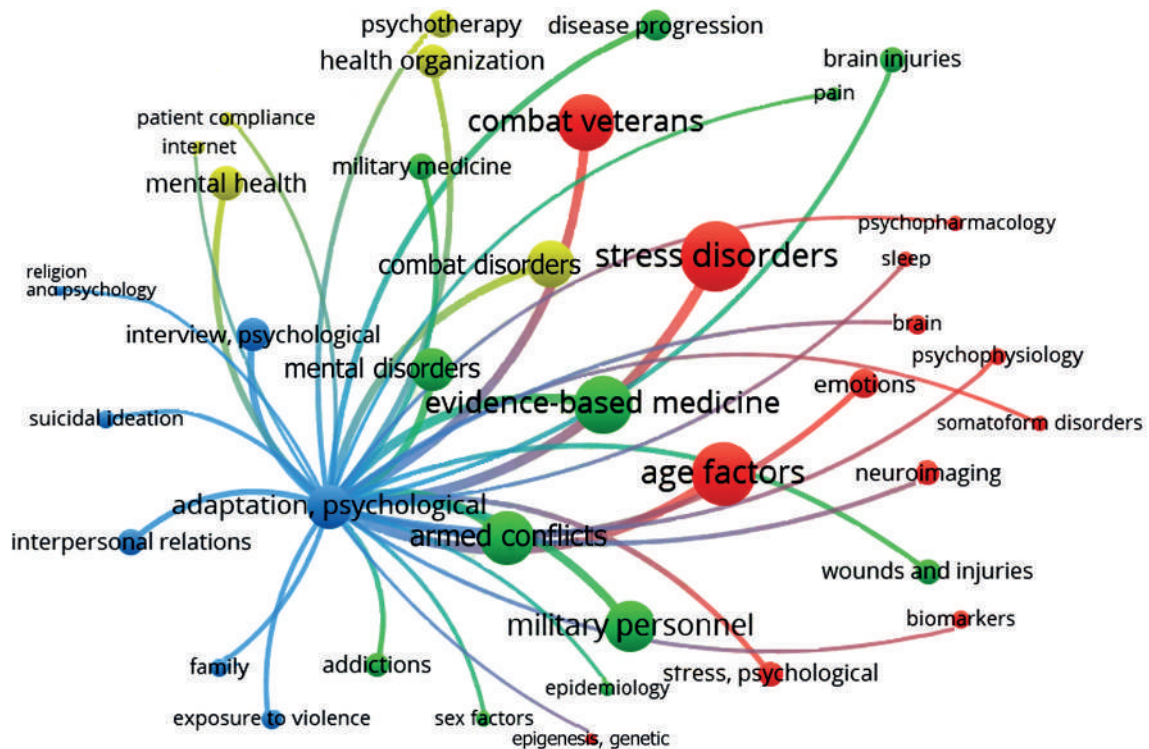 psychotherapy
disease progression
health organization
brain injuries
pain
combat veterans
patient compliance
internet
military medicine
mental health
psychopharmacology
stress disorders
sleep
combat disorders
religion
and psychology
brain
interview, psychological
psychophysiology
mental disorders
emotions
evidence-based medicine
suicidal ideation
somatoform disorders
age factors
neuroimaging
adaptation, psychological
armed conflicts
interpersonal relations
wounds and injuries
biomarkers
military personnel
family
addictions
stress, psychological
epidemiology
exposure to violence
sex factors
epigenesis, genetic